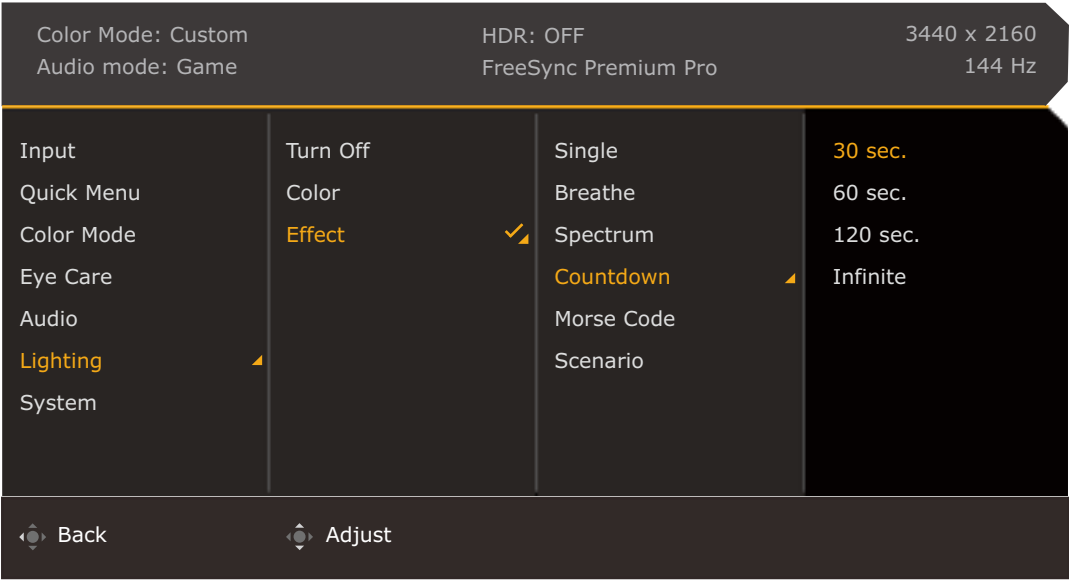 Color Mode: Custom
Audio mode: Game
HDR: OFF
FreeSync Premium Pro
3440 x 2160
144 Hz
Input
Quick Menu
Color Mode
Eye Care
Audio
Lighting
System
Turn Off
Color
Effect
Single
Breathe
Spectrum
Countdown
Morse Code
Scenario
30 sec.
60 sec.
120 sec.
Infinite
Back
Adjust